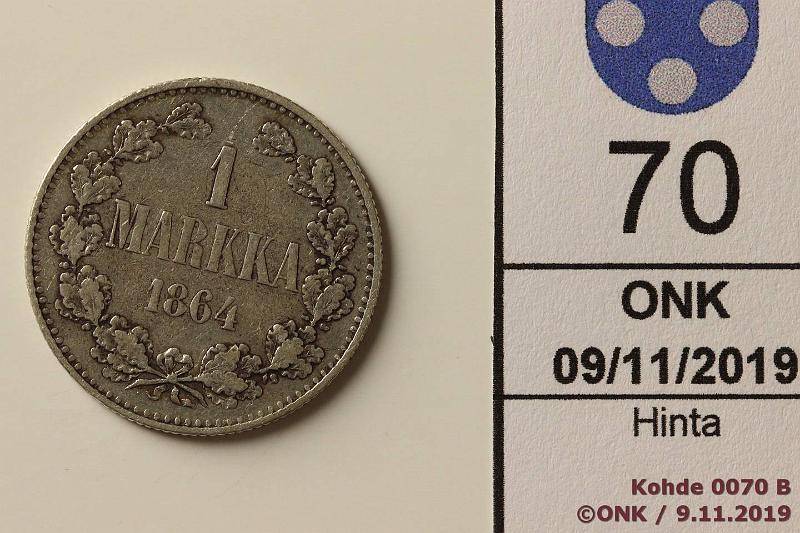 1
MARKKA
1864
70
ONK
09/11/2019
Hinta
Kohde 0070 B
©ONK / 9.11.2019